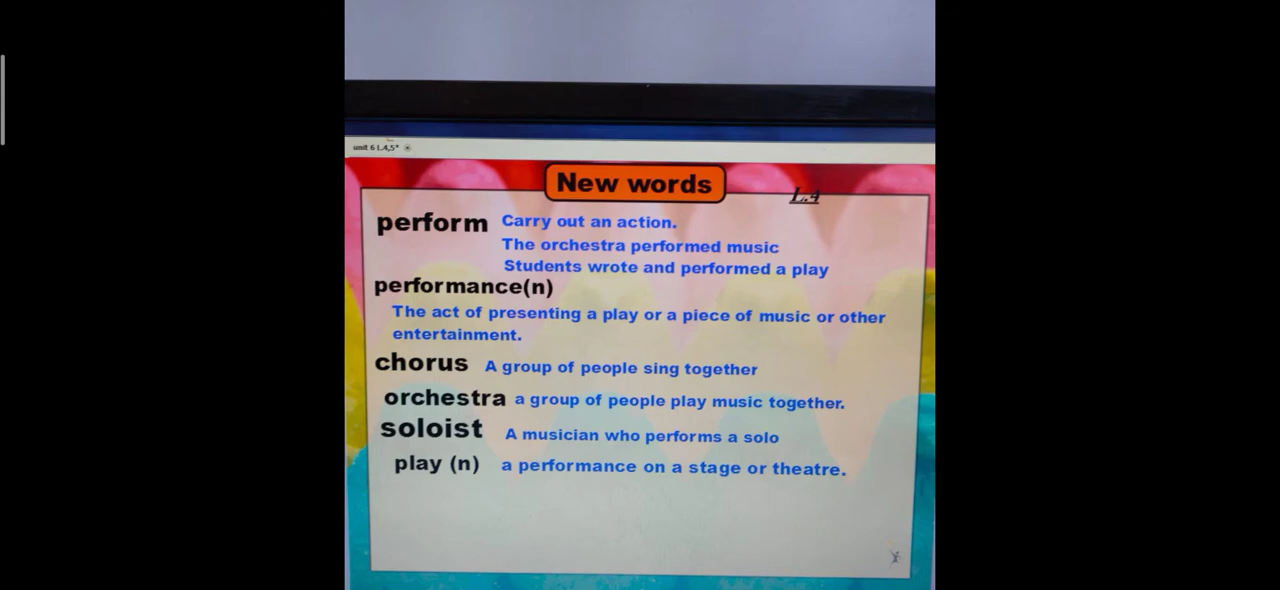 unit 6 L4,5*
New words
L.4
perform Carry out an action.
The orchestra performed music
Students wrote and performed a play
performance(n)
The act of presenting a play or a piece of music or other
entertainment.
chorus A group of people sing together
orchestra a group of people play music together.
soloist A musician who performs a solo
play (n) a performance on a stage or theatre.